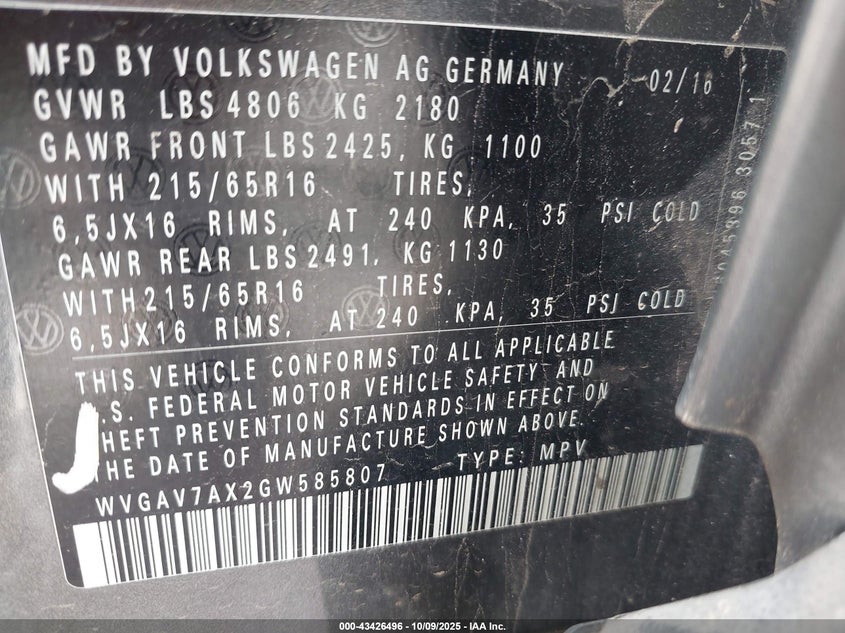 MFD BY VOLKSWAGEN AG GERMANY 02/16
GVWR LBS 4806 KG 2180
GAWR FRONT LBS 2425, KG 1100
WITH 215/65R16 TIRES,
6,5JX16 RIMS, AT 240 KPA, 35 PSI COLD
GAWR REAR LBS 2491, KG 1130
WITH 215/65R16 TIRES,
6,5JX16 RIMS, AT 240 KPA, 35 PSI COLD
THIS VEHICLE CONFORMS TO ALL APPLICABLE
.S. FEDERAL MOTOR VEHICLE SAFETY AND
HEFT PREVENTION STANDARDS IN EFFECT ON
THE DATE OF MANUFACTURE SHOWN ABOVE.
WVGAV7AX2GW585807 TYPE: MPV
000-43426496 - 10/09/2025 - IAA Inc.